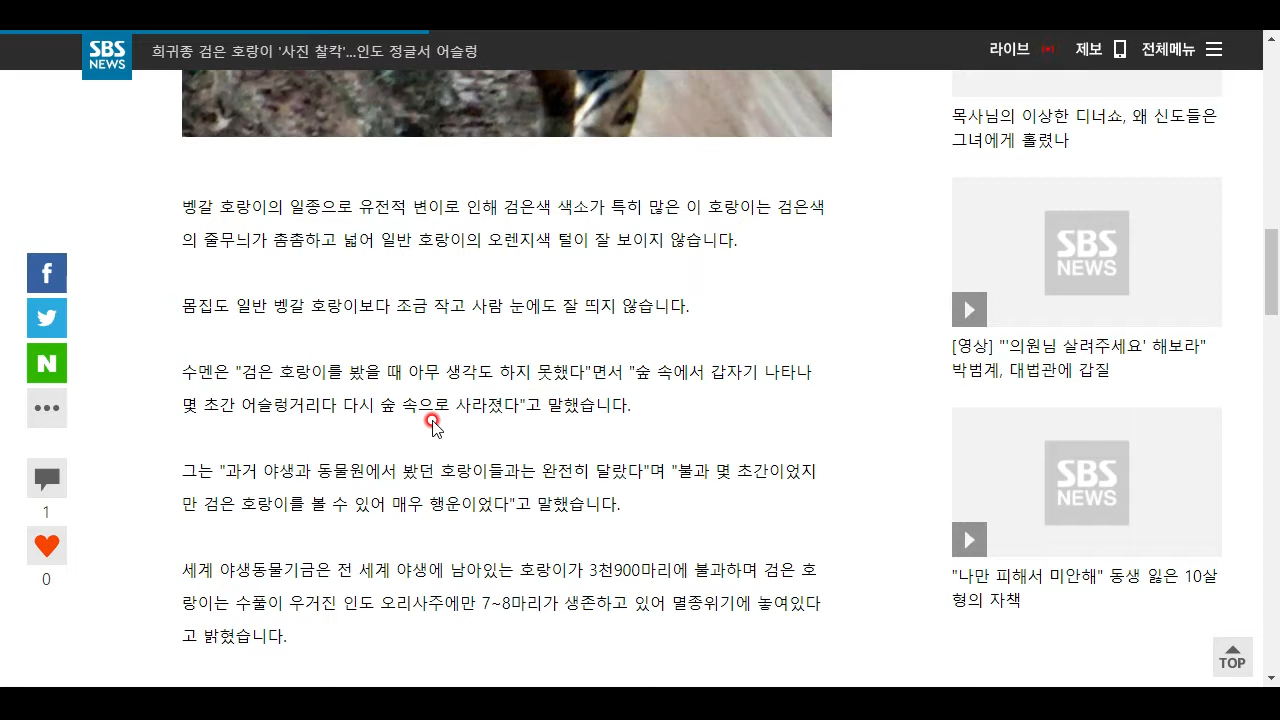 SBS
NEWS
희귀종 검은 호랑이 '사진 찰칵'...인도 정글서 어슬렁
라이브
제보
전체메뉴
벵갈 호랑이의 일종으로 유전적 변이로 인해 검은색 색소가 특히 많은 이 호랑이는 검은색
의 줄무늬가 촘촘하고 넓어 일반 호랑이의 오렌지색 털이 잘 보이지 않습니다.
몸집도 일반 벵갈 호랑이보다 조금 작고 사람 눈에도 잘 띄지 않습니다.
수멘은 "검은 호랑이를 봤을 때 아무 생각도 하지 못했다"면서 "숲 속에서 갑자기 나타나
몇 초간 어슬렁거리다 다시 숲 속으로 사라졌다"고 말했습니다.
그는 "과거 야생과 동물원에서 봤던 호랑이들과는 완전히 달랐다"며 "불과 몇 초간이었지
만 검은 호랑이를 볼 수 있어 매우 행운이었다"고 말했습니다.
세계 야생동물기금은 전 세계 야생에 남아있는 호랑이가 3천900마리에 불과하며 검은 호
랑이는 수풀이 우거진 인도 오리사주에만 7~8마리가 생존하고 있어 멸종위기에 놓여있다
고 밝혔습니다.
f
N
1
0
목사님의 이상한 디너쇼, 왜 신도들은
그녀에게 홀렸나
SBS
NEWS
[영상] "'의원님 살려주세요' 해보라"
박범계, 대법관에 갑질
SBS
NEWS
"나만 피해서 미안해" 동생 잃은 10살
형의 자책
TOP